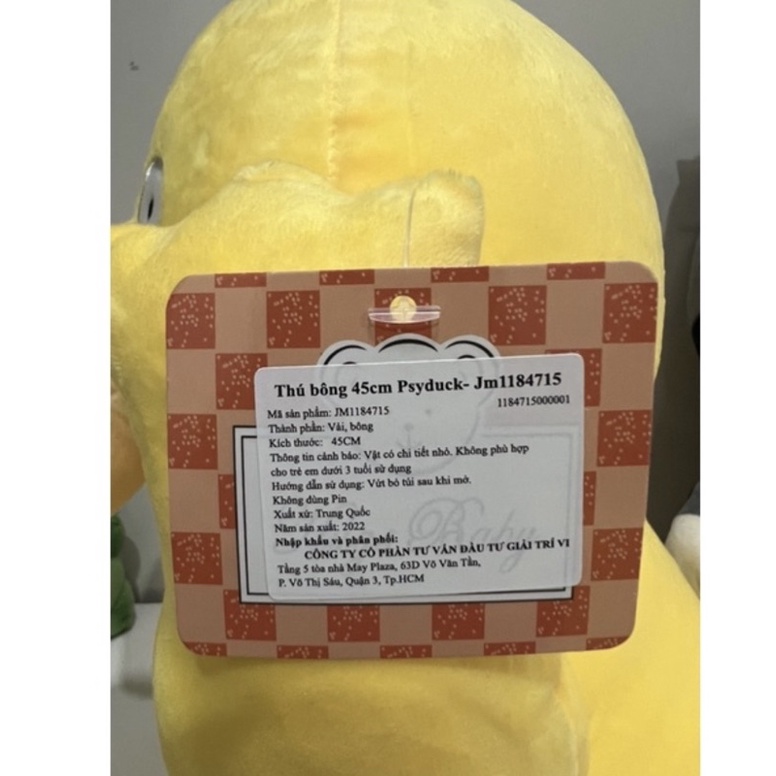 Thú bông 45cm Psyduck- Jm1184715
1184715000001
Mã sản phẩm: JM1184715
Thành phần: Vải, bông
Kích thước: 45CM
Thông tin cảnh báo: Vật có chi tiết nhỏ. Không phù hợp
cho trẻ em dưới 3 tuổi sử dụng
Hướng dẫn sử dụng: Vứt bỏ túi sau khi mở.
Không dùng Pin
Xuất xứ: Trung Quốc
Năm sản xuất: 2022
Nhập khẩu và phân phối:
CÔNG TY CỔ PHẦN TƯ VẤN ĐẦU TƯ GIẢI TRÍ VI
Tầng 5 tòa nhà May Plaza, 63D Võ Văn Tần,
P. Võ Thị Sáu, Quận 3, Tp.HCM
Baby